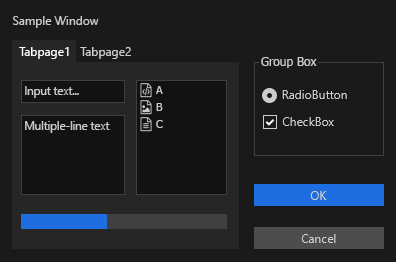 Sample Window
Tabpage1 Tabpage2
Input text...
Multiple-line text
A
B
C
Group Box
RadioButton
CheckBox
OK
Cancel